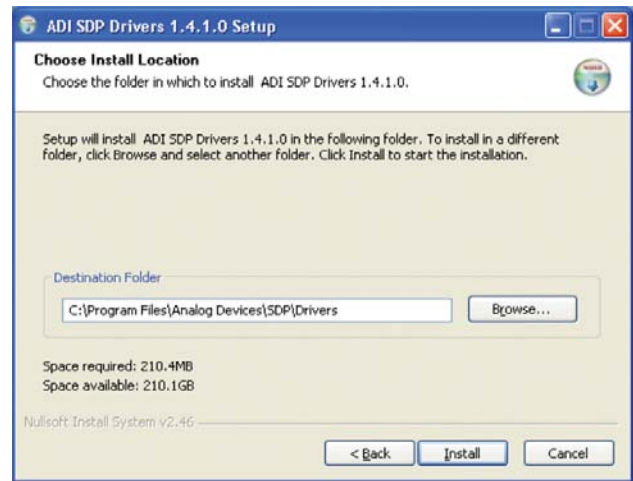 ADI SDP Drivers 1.4.1.0 Setup
Choose Install Location
Choose the folder in which to install ADI SDP Drivers 1.4.1.0.
Setup will install ADI SDP Drivers 1.4.1.0 in the following folder. To install in a different
folder, click Browse and select another folder. Click Install to start the installation.
Destination Folder
C:\Program Files\Analog Devices\SDP\Drivers
Browse...
Space required: 210.4MB
Space available: 210.1GB
Nullsoft Install System v2.46
< Back
Install
Cancel